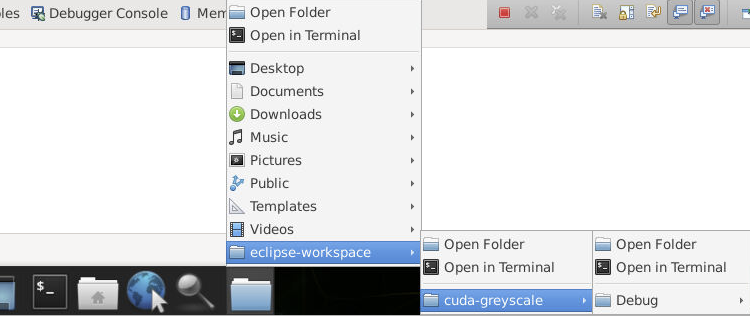 les Debugger Console Mem
Open Folder
Open in Terminal
Desktop
Documents
Downloads
Music
Pictures
Public
Templates
Videos
eclipse-workspace
Open Folder
Open in Terminal
cuda-greyscale
Open Folder
Open in Terminal
Debug
$_